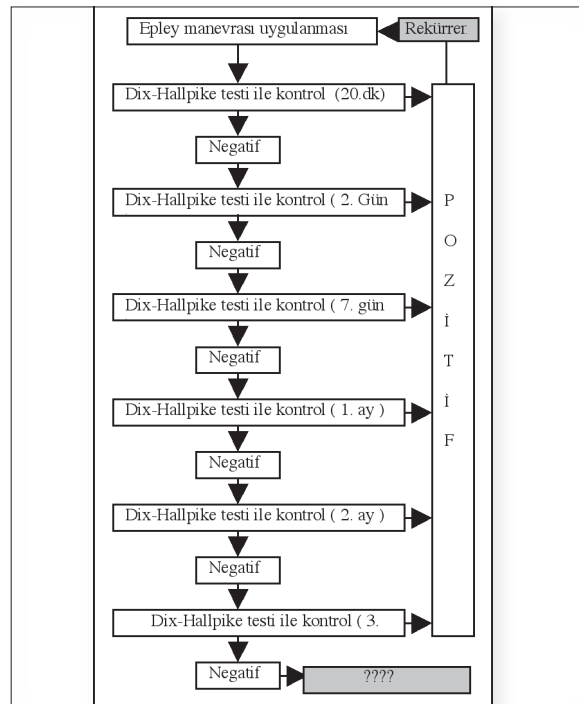 Epley manevrası uygulanması
Rekürren
Dix-Hallpike testi ile kontrol (20.dk)
Negatif
Dix-Hallpike testi ile kontrol ( 2. Gün
Negatif
Dix-Hallpike testi ile kontrol ( 7. gün
Negatif
Dix-Hallpike testi ile kontrol ( 1. ay )
Negatif
Dix-Hallpike testi ile kontrol ( 2. ay )
Negatif
Dix-Hallpike testi ile kontrol ( 3.
Negatif
????
P
O
Z
İ
T
İ
F